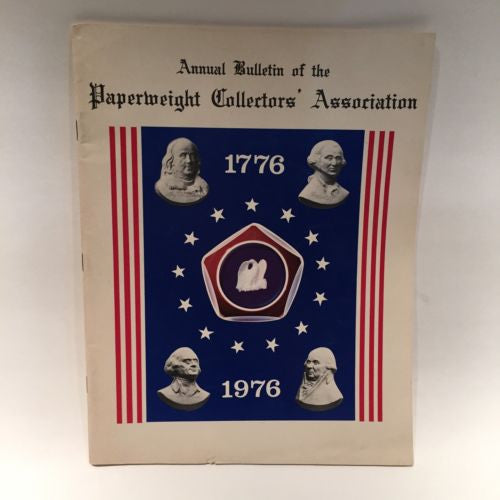 Annual Bulletin of the
Paperweight Collectors' Association
1776
1976